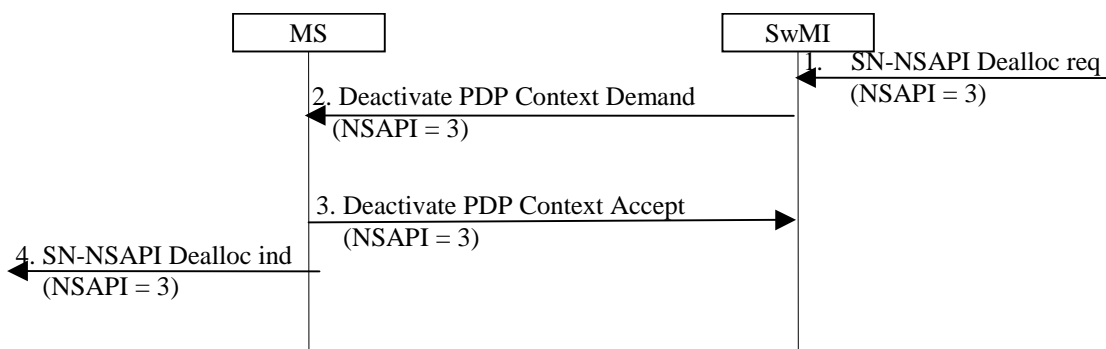 MS
SwMI
1. SN-NSAPI Dealloc req
(NSAPI = 3)
2. Deactivate PDP Context Demand
(NSAPI = 3)
3. Deactivate PDP Context Accept
(NSAPI = 3)
4. SN-NSAPI Dealloc ind
(NSAPI = 3)